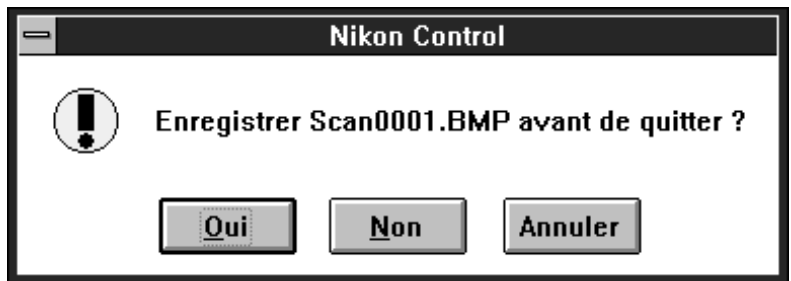 Nikon Control
Enregistrer Scan0001.BMP avant de quitter ?
Oui Non Annuler